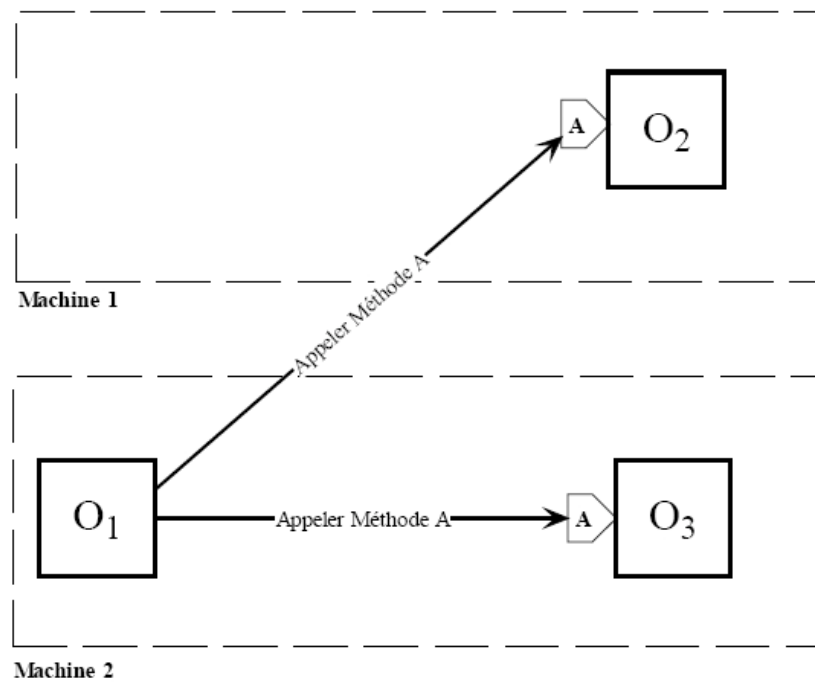 A
O2
Appeler Méthode A
Machine 1
O1
Appeler Méthode A
A
O3
Machine 2